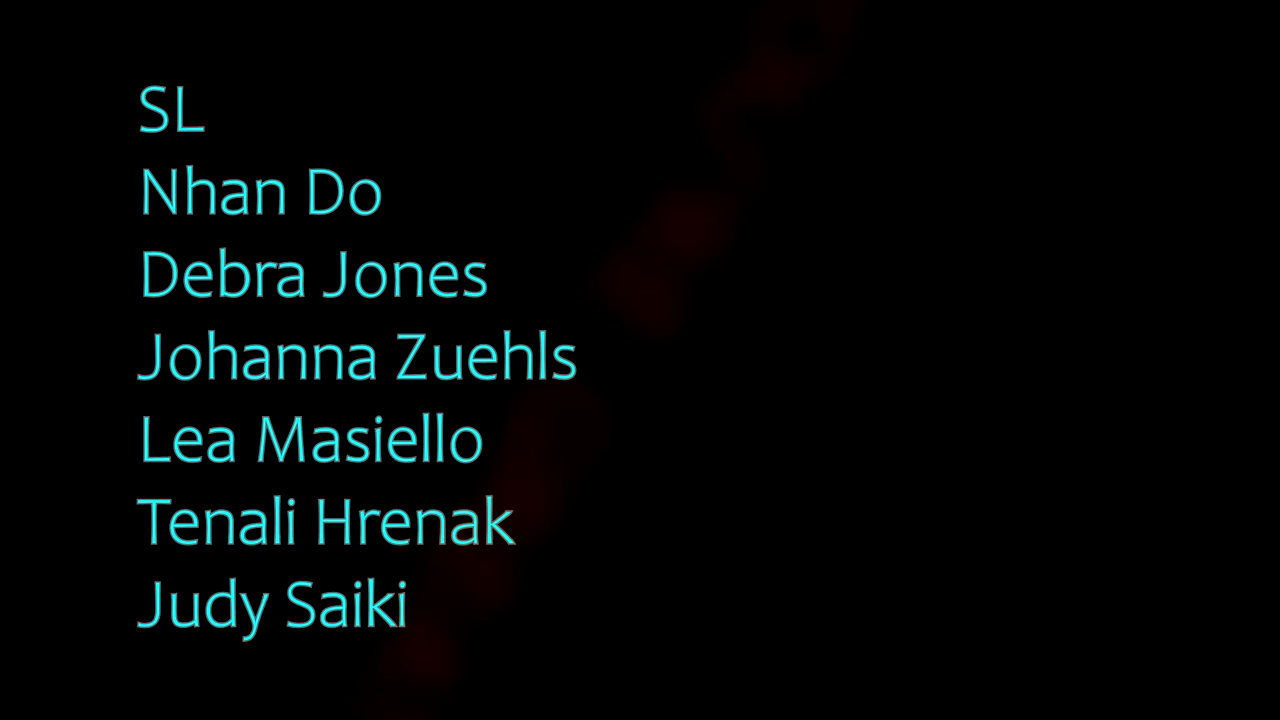 SL
Nhan Do
Debra Jones
Johanna Zuehls
Lea Masiello
Tenali Hrenak
Judy Saiki